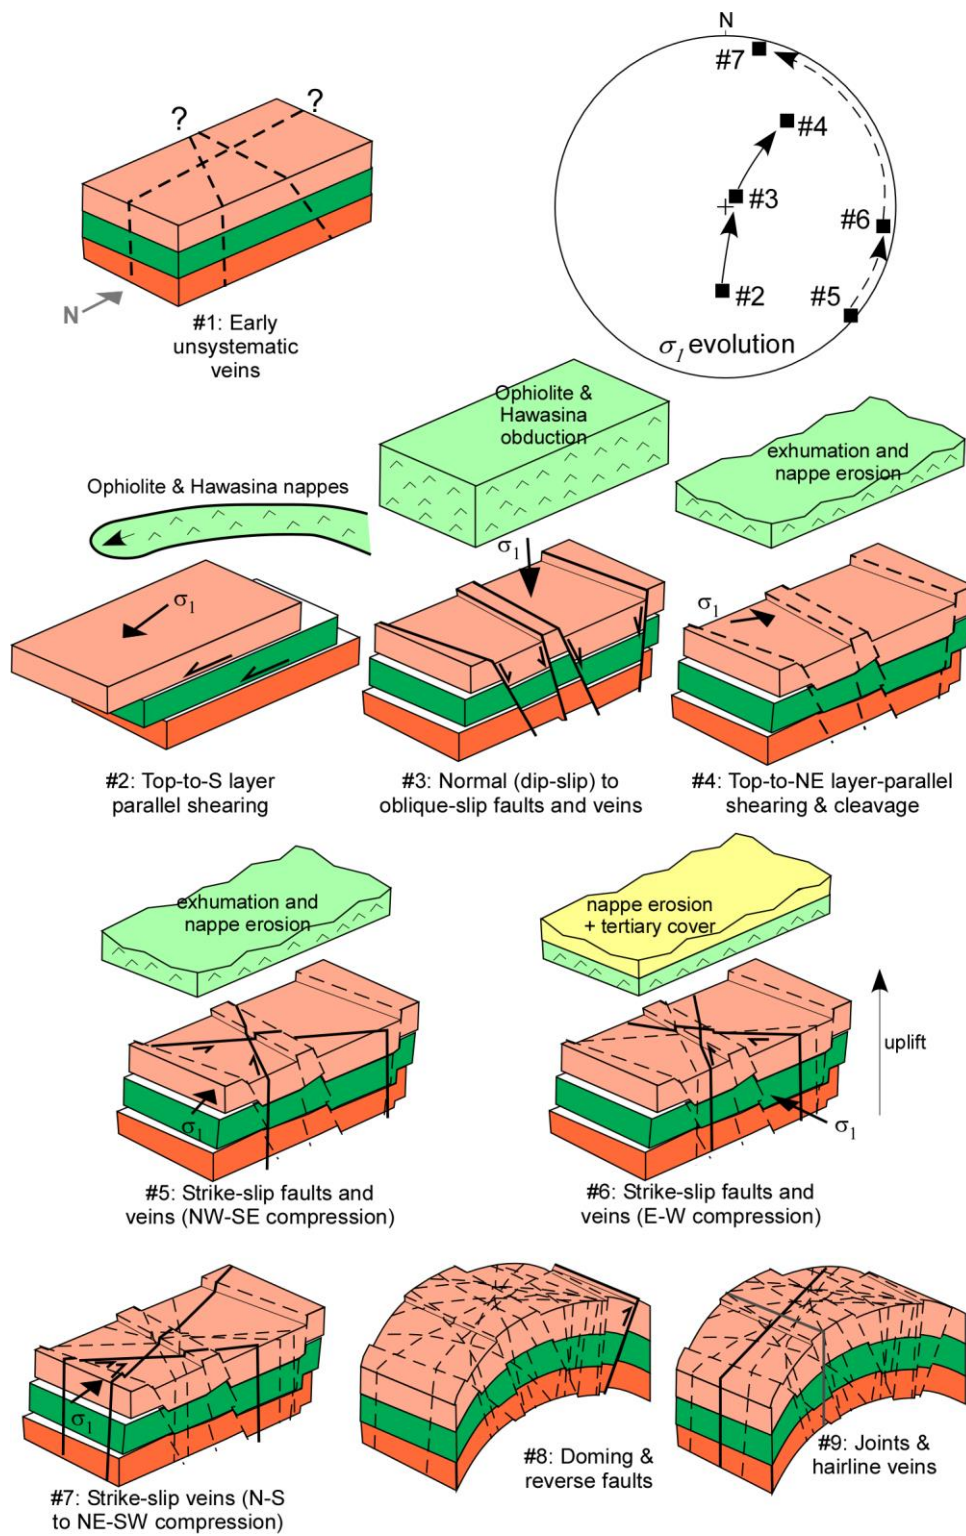 ?
?
N
#1: Early
unsystematic
veins
N
#7
#4
#3
#6
#2
#5
σ1 evolution
Ophiolite & Hawasina nappes
σ1
#2: Top-to-S layer
parallel shearing
Ophiolite &
Hawasina
obduction
σ1
#3: Normal (dip-slip) to
oblique-slip faults and veins
exhumation and
nappe erosion
σ1
#4: Top-to-NE layer-parallel
shearing & cleavage
exhumation and
nappe erosion
σ1
#5: Strike-slip faults and
veins (NW-SE compression)
nappe erosion
+ tertiary cover
uplift
σ1
#6: Strike-slip faults and
veins (E-W compression)
σ1
#7: Strike-slip veins (N-S
to NE-SW compression)
#8: Doming &
reverse faults
#9: Joints &
hairline veins